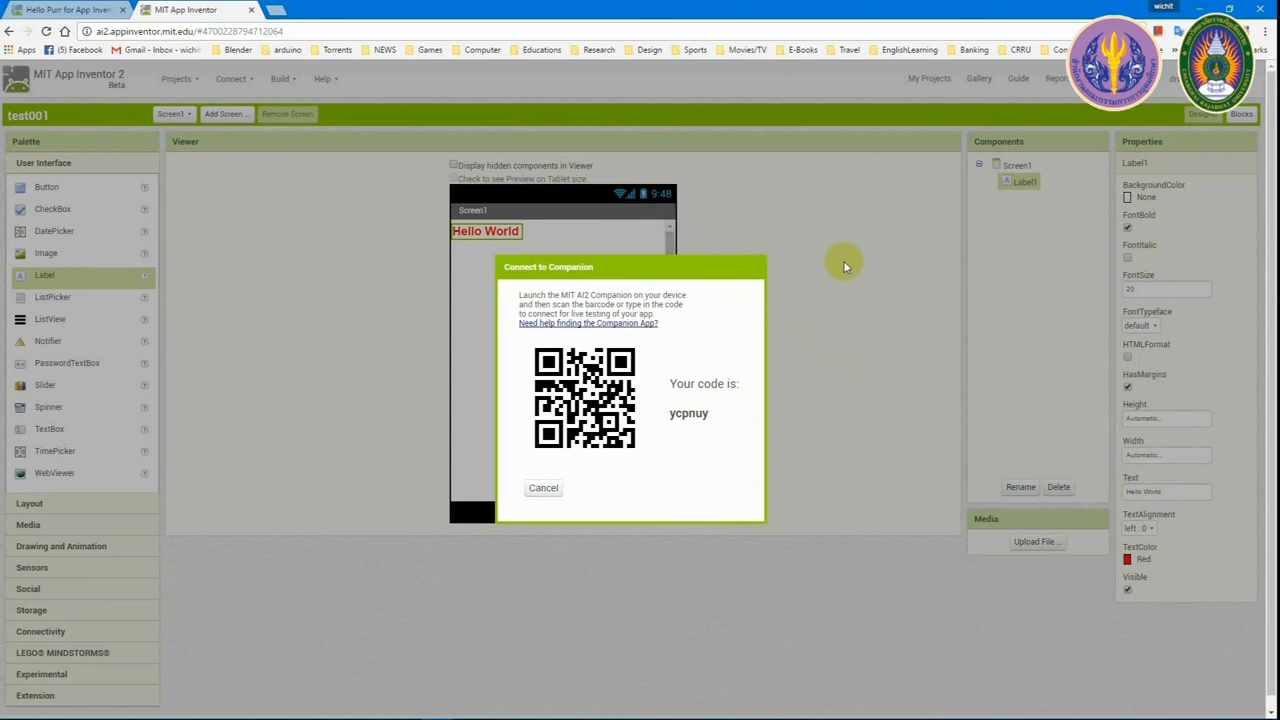 Hello Purr for App Inven
MIT App Inventor
wichit
ai2.appinventor.mit.edu/#4700228794712064
Apps
(5) Facebook
Gmail - Inbox - wichit
Blender
arduino
Torrents
NEWS
Games
Computer
Educations
Research
Design
Sports
Movies/TV
E-Books
Travel
EnglishLearning
Banking
CRRU
MIT App Inventor 2
Beta
Projects
Connect
Build
Help
My Projects
Gallery
Guide
test001
Screen1
Add Screen ...
Remove Screen
Blocks
Palette
Viewer
Components
Properties
User Interface
Button
CheckBox
DatePicker
Image
Label
ListPicker
ListView
Notifier
PasswordTextBox
Slider
Spinner
TextBox
TimePicker
WebViewer
Layout
Media
Drawing and Animation
Sensors
Social
Storage
Connectivity
LEGO® MINDSTORMS®
Experimental
Extension
Display hidden components in Viewer
Check to see Preview on Tablet size
9:48
Screen1
Hello World
Connect to Companion
Launch the MIT AI2 Companion on your device
and then scan the barcode or type in the code
to connect for live testing of your app.
Need help finding the Companion App?
Your code is:
ycpnuy
Cancel
Screen1
Label1
Rename
Delete
Media
Upload File ...
Label1
BackgroundColor
None
FontBold
FontItalic
FontSize
20
FontTypeface
default
HTMLFormat
HasMargins
Height
Automatic...
Width
Automatic...
Text
Hello World
TextAlignment
left : 0
TextColor
Red
Visible